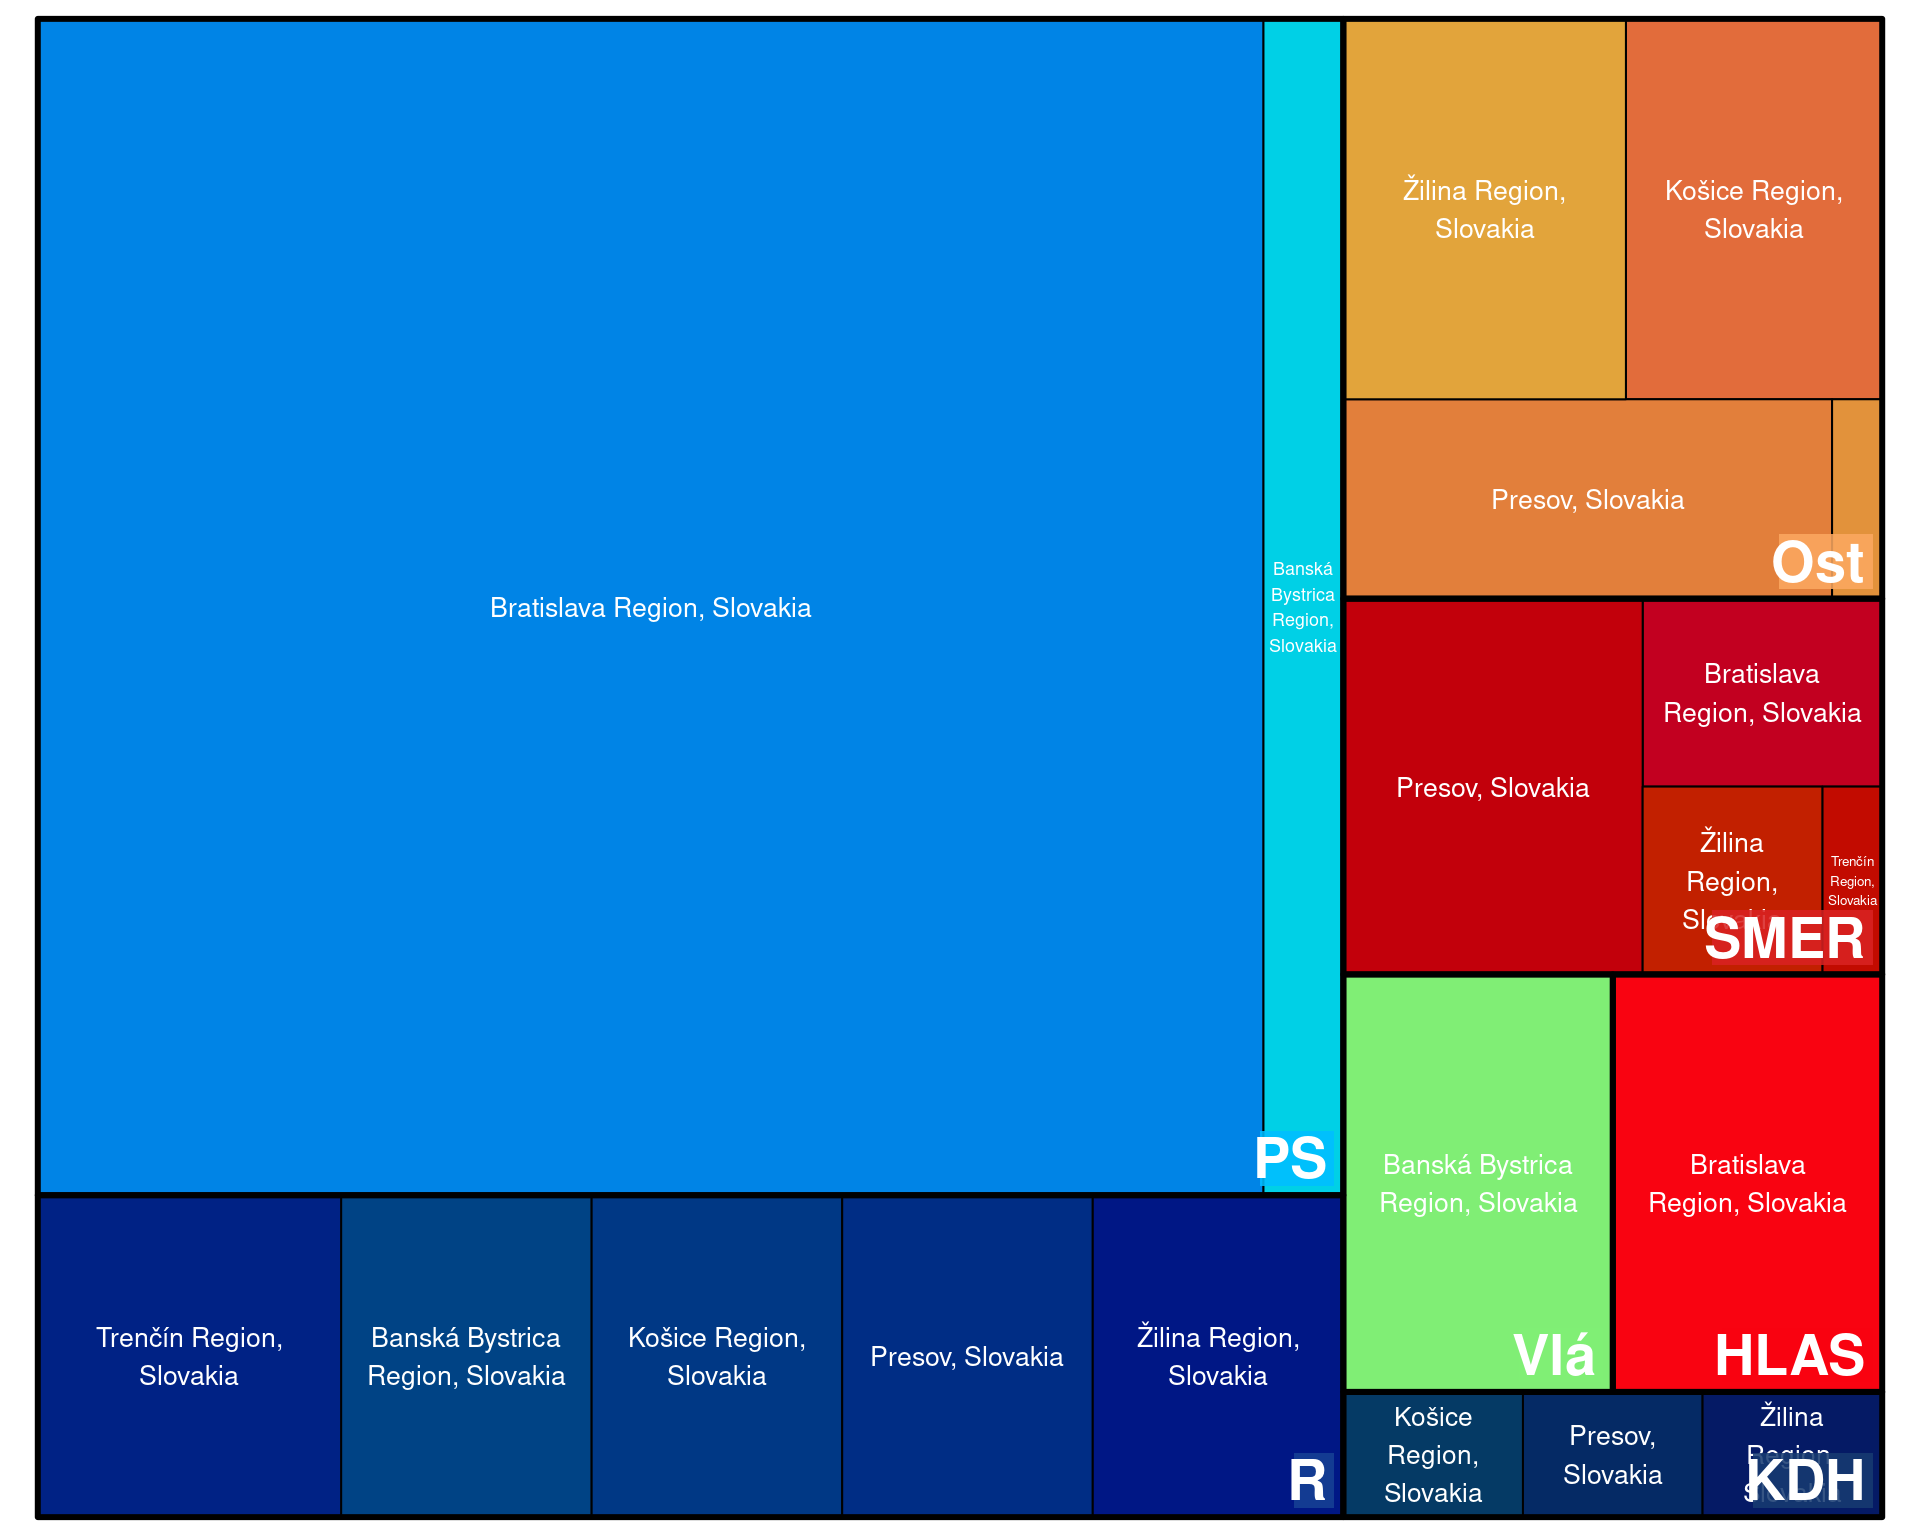 Bratislava Region, Slovakia
Banská
Bystrica
Region,
Slovakia
PS
Trenčín Region,
Slovakia
Banská Bystrica
Region, Slovakia
Košice Region,
Slovakia
Presov, Slovakia
Žilina Region,
Slovakia
R
Žilina Region,
Slovakia
Košice Region,
Slovakia
Presov, Slovakia
Ost
Presov, Slovakia
Bratislava
Region, Slovakia
Žilina
Region,
Slovakia
Trenčín
Region,
Slovakia
SMER
Banská Bystrica
Region, Slovakia
Vlá
Bratislava
Region, Slovakia
HLAS
Košice
Region,
Slovakia
Presov,
Slovakia
Žilina
Region,
Slovakia
KDH